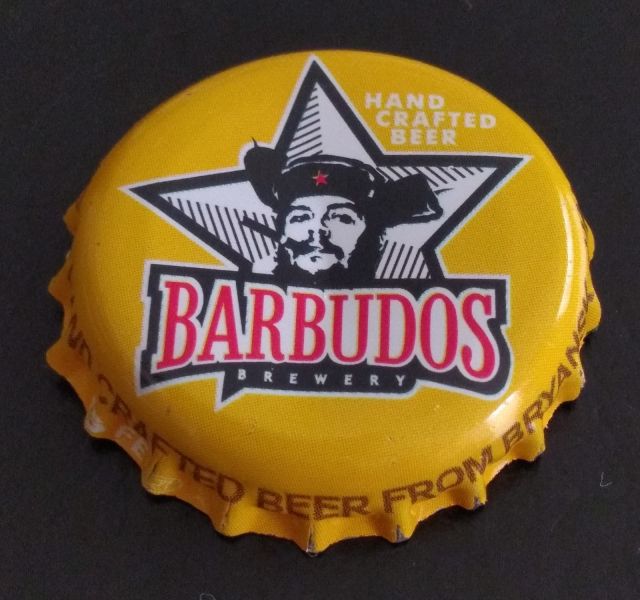 HAND
CRAFTED
BEER
BARBUDOS
BREWERY
CRAFTED BEER FROM BRYANSK